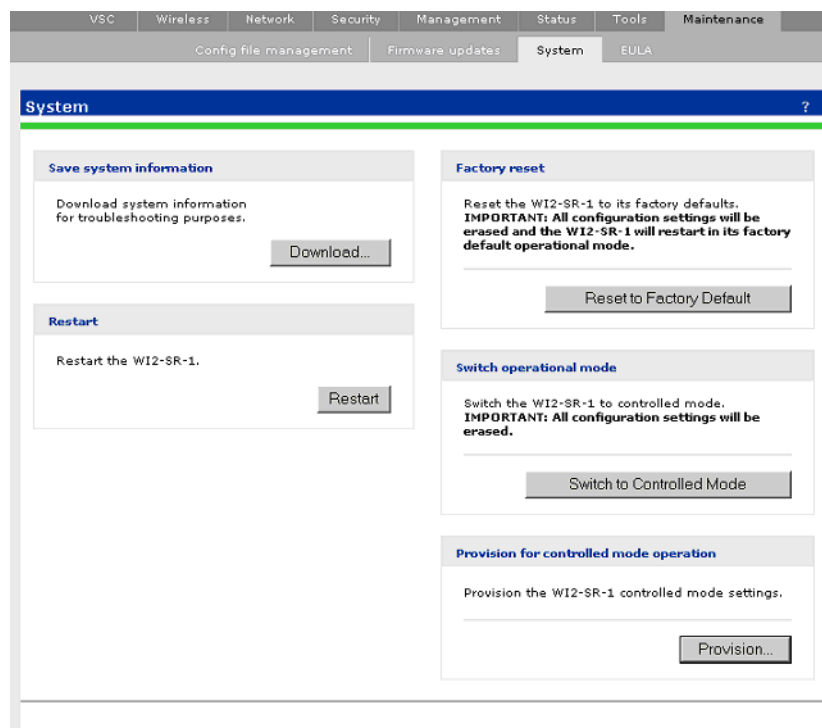 VSC Wireless Network Security Management Status Tools Maintenance
Config file management Firmware updates System EULA
System ?
Save system information
Download system information
for troubleshooting purposes.
Download...
Restart
Restart the WI2-SR-1.
Restart
Factory reset
Reset the WI2-SR-1 to its factory defaults.
IMPORTANT: All configuration settings will be
erased and the WI2-SR-1 will restart in its factory
default operational mode.
Reset to Factory Default
Switch operational mode
Switch the WI2-SR-1 to controlled mode.
IMPORTANT: All configuration settings will be
erased.
Switch to Controlled Mode
Provision for controlled mode operation
Provision the WI2-SR-1 controlled mode settings.
Provision...